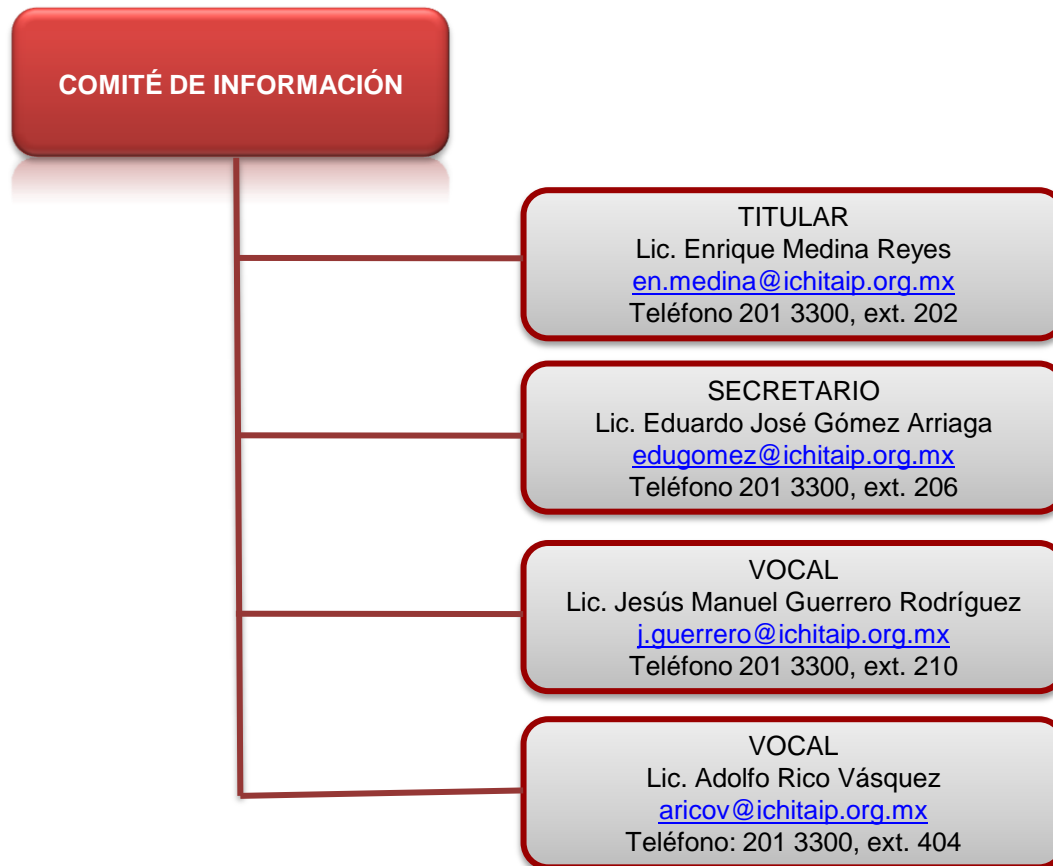 COMITÉ DE INFORMACIÓN
TITULAR
Lic. Enrique Medina Reyes
en.medina@ichitaip.org.mx
Teléfono 201 3300, ext. 202
SECRETARIO
Lic. Eduardo José Gómez Arriaga
edugomez@ichitaip.org.mx
Teléfono 201 3300, ext. 206
VOCAL
Lic. Jesús Manuel Guerrero Rodríguez
j.guerrero@ichitaip.org.mx
Teléfono 201 3300, ext. 210
VOCAL
Lic. Adolfo Rico Vásquez
aricov@ichitaip.org.mx
Teléfono: 201 3300, ext. 404